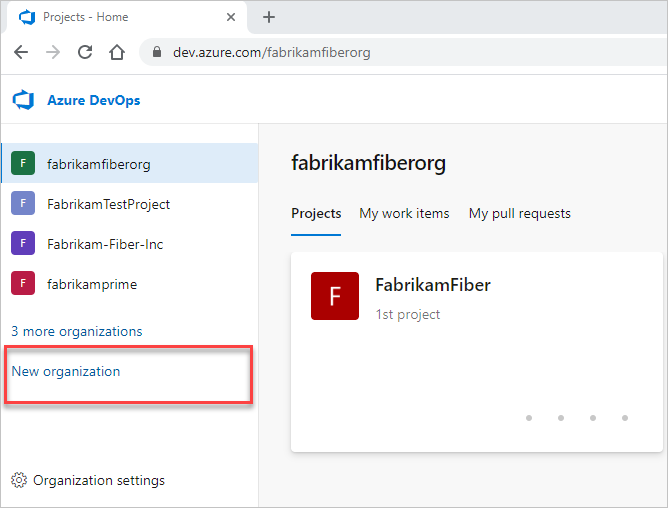 Projects - Home
dev.azure.com/fabrikamfiberorg
Azure DevOps
F fabrikamfiberorg
F FabrikamTestProject
F Fabrikam-Fiber-Inc
F fabrikamprime
3 more organizations
New organization
Organization settings
fabrikamfiberorg
Projects My work items My pull requests
F FabrikamFiber
1st project